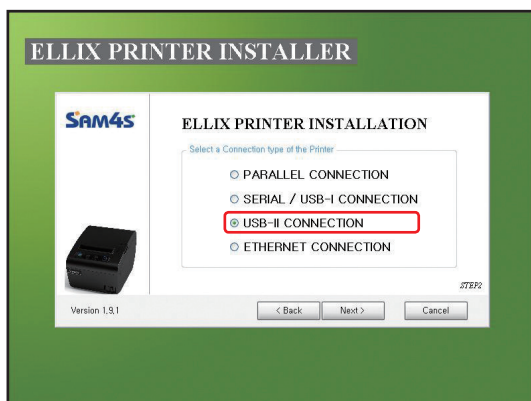 ELLIX PRINTER INSTALLER
SAM4S
ELLIX PRINTER INSTALLATION
Select a Connection type of the Printer
PARALLEL CONNECTION
SERIAL / USB-I CONNECTION
USB-II CONNECTION
ETHERNET CONNECTION
STEP2
Version 1,9,1
< Back
Next >
Cancel